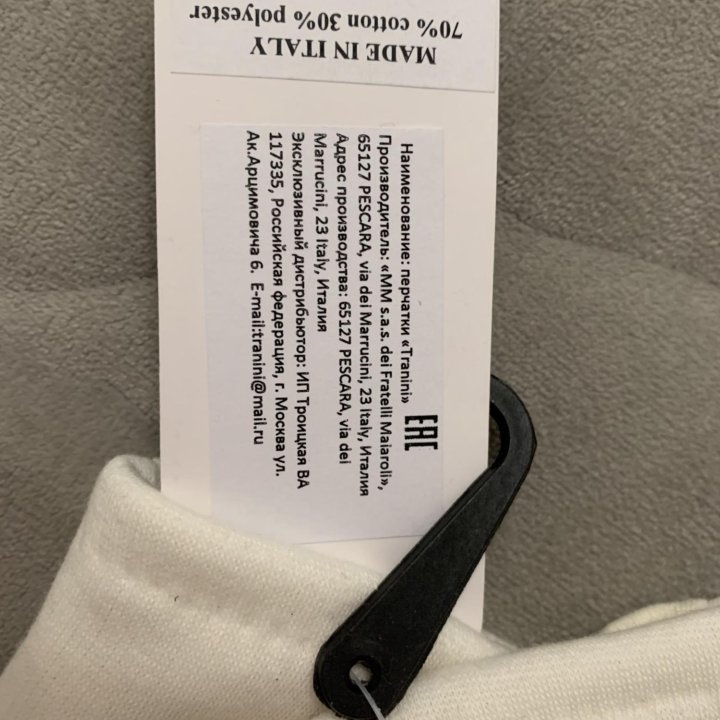 MADE IN ITALY
70% cotton 30% polyester
Наименование: перчатки «Tranini»
Производитель: «MM s.a.s. dei Fratelli Maiaroli»,
65127 PESCARA, via dei Marrucini, 23 Italy, Италия
Адрес производства: 65127 PESCARA, via dei
Marrucini, 23 Italy, Италия
Эксклюзивный дистрибьютор: ИП Троицкая ВА
117335, Российская федерация, г. Москва ул.
Ак.Арцимовича 6. E-mail:tranini@mail.ru
EAC